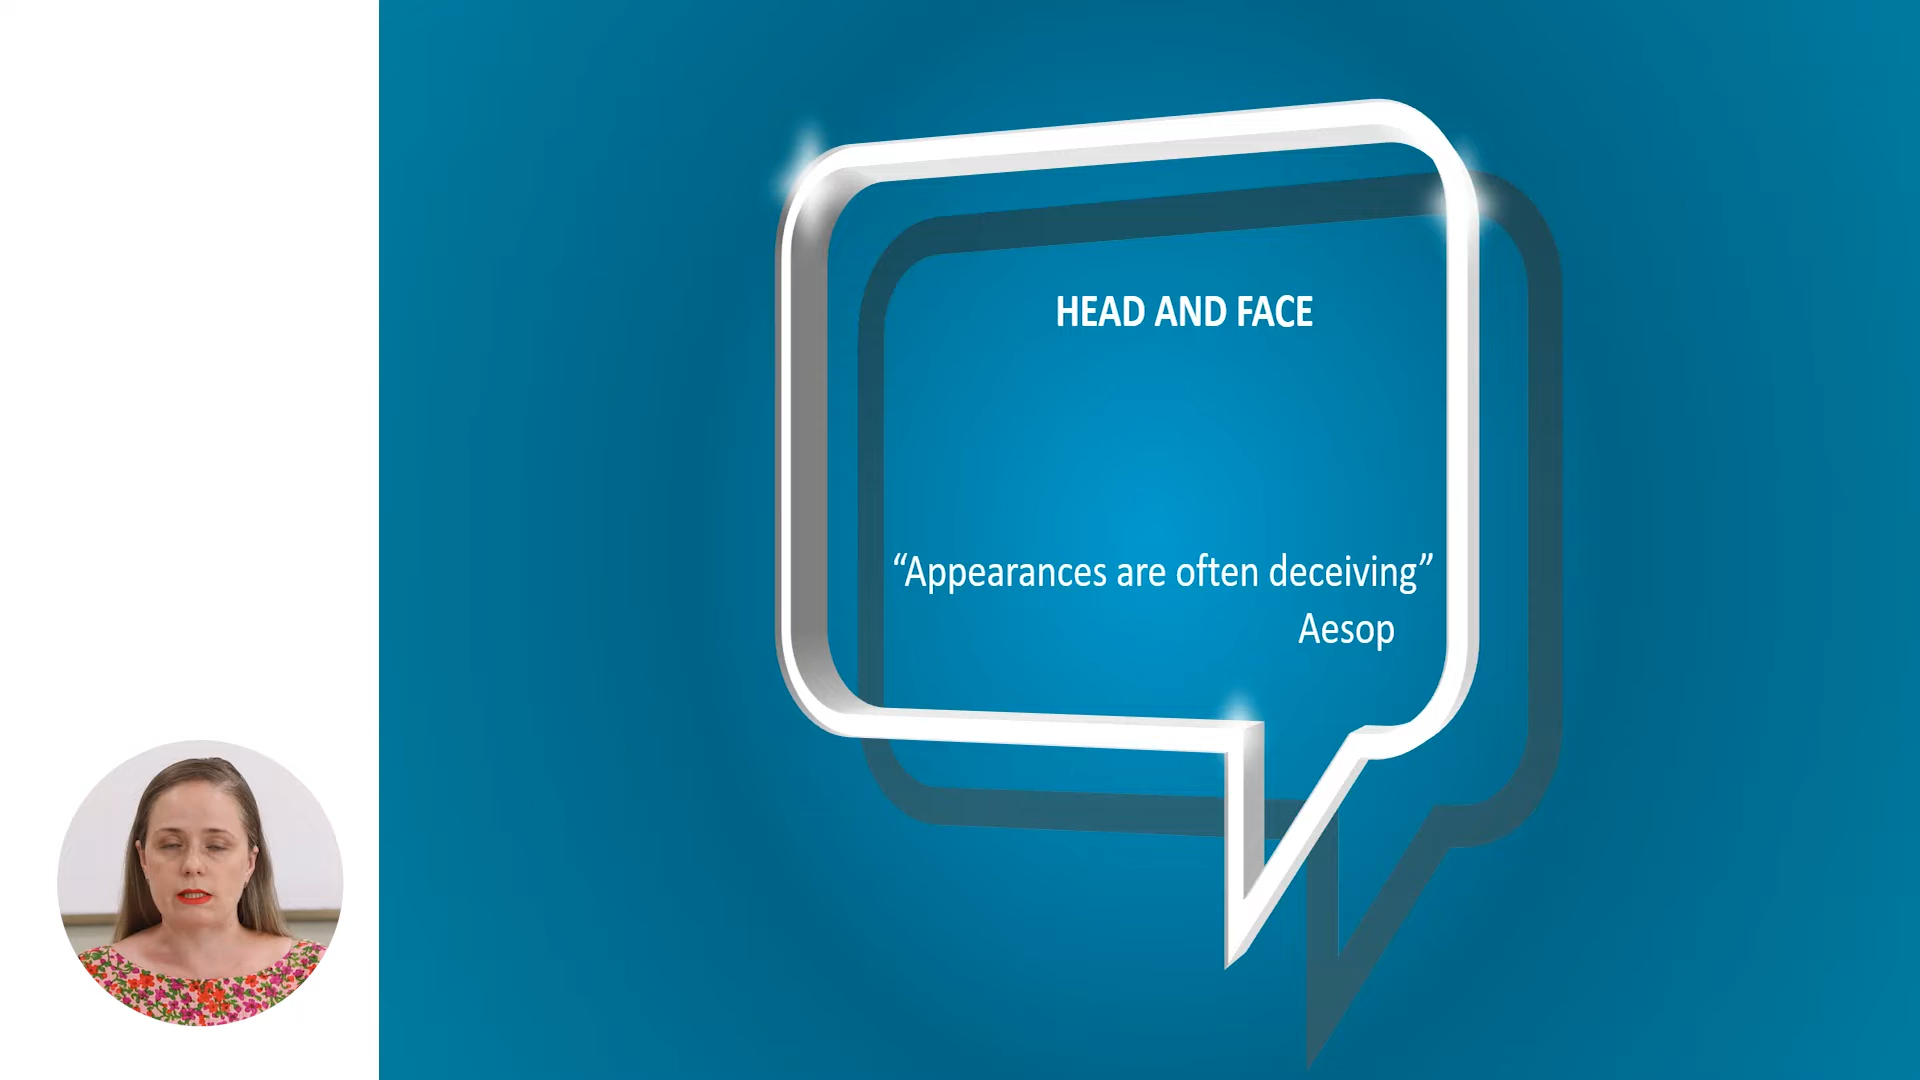 HEAD AND FACE
“Appearances are often deceiving”
Aesop